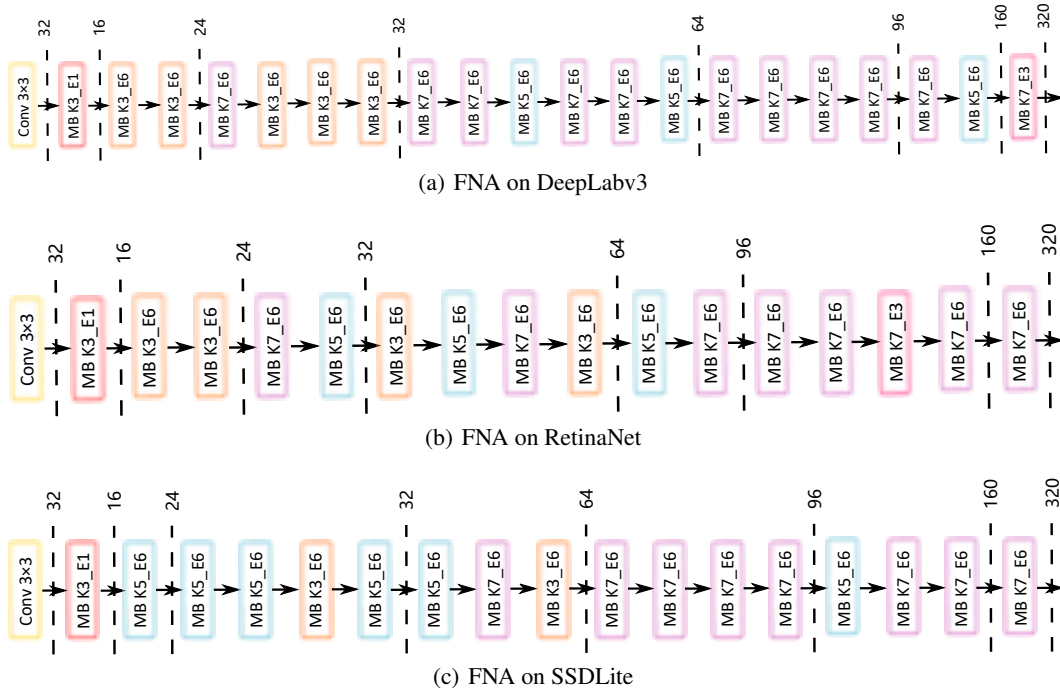 32 16 24 32 64 96 160 320
Conv 3×3 MB K3_E1 MB K3_E6 MB K3_E6 MB K7_E6 MB K3_E6 MB K3_E6 MB K3_E6 MB K7_E6 MB K7_E6 MB K5_E6 MB K7_E6 MB K7_E6 MB K5_E6 MB K7_E6 MB K7_E6 MB K7_E6 MB K7_E6 MB K7_E6 MB K5_E6 MB K7_E3
(a) FNA on DeepLabv3
32 16 24 32 64 96 160 320
Conv 3×3 MB K3_E1 MB K3_E6 MB K3_E6 MB K7_E6 MB K5_E6 MB K3_E6 MB K5_E6 MB K7_E6 MB K3_E6 MB K5_E6 MB K7_E6 MB K7_E6 MB K7_E6 MB K7_E3 MB K7_E6 MB K7_E6
(b) FNA on RetinaNet
32 16 24 32 64 96 160 320
Conv 3×3 MB K3_E1 MB K5_E6 MB K5_E6 MB K5_E6 MB K3_E6 MB K5_E6 MB K5_E6 MB K7_E6 MB K3_E6 MB K7_E6 MB K7_E6 MB K7_E6 MB K7_E6 MB K5_E6 MB K7_E6 MB K7_E6 MB K7_E6
(c) FNA on SSDLite